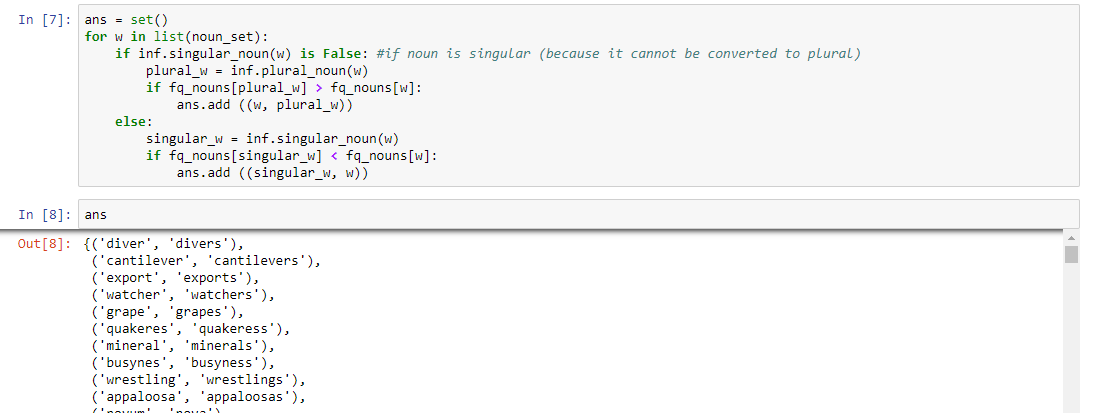 In [7]: ans = set()
for w in list(noun_set):
    if inf.singular_noun(w) is False: #if noun is singular (because it cannot be converted to plural)
        plural_w = inf.plural_noun(w)
        if fq_nouns[plural_w] > fq_nouns[w]:
            ans.add ((w, plural_w))
    else:
        singular_w = inf.singular_noun(w)
        if fq_nouns[singular_w] < fq_nouns[w]:
            ans.add ((singular_w, w))
In [8]: ans
Out[8]: {('diver', 'divers'),
 ('cantilever', 'cantilevers'),
 ('export', 'exports'),
 ('watcher', 'watchers'),
 ('grape', 'grapes'),
 ('quakeres', 'quakeress'),
 ('mineral', 'minerals'),
 ('busynes', 'busyness'),
 ('wrestling', 'wrestlings'),
 ('appaloosa', 'appaloosas'),